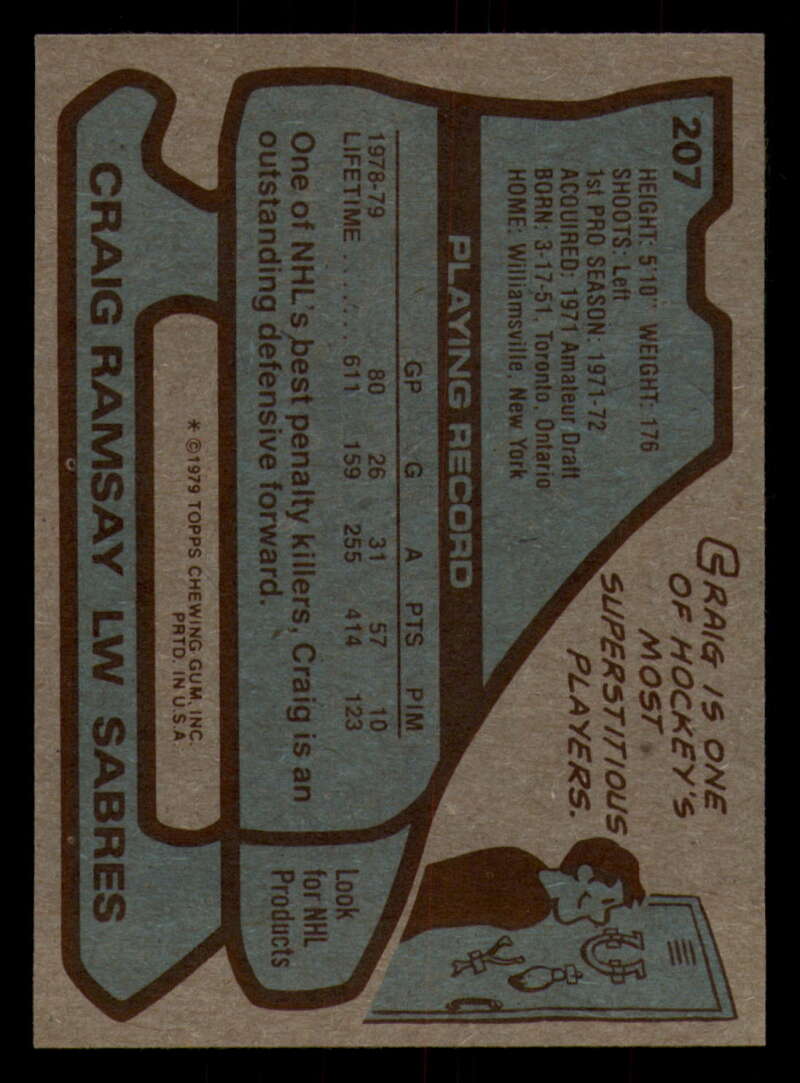 207
HEIGHT: 5'10" WEIGHT: 176
SHOOTS: Left
1st PRO SEASON: 1971-72
ACQUIRED: 1971 Amateur Draft
BORN: 3-17-51, Toronto, Ontario
HOME: Williamsville, New York
CRAIG IS ONE
OF HOCKEY'S
MOST
SUPERSTITIOUS
PLAYERS.
PLAYING RECORD
GP G A PTS PIM
1978-79 80 26 31 57 10
LIFETIME ....... 611 159 255 414 123
One of NHL's best penalty killers, Craig is an
outstanding defensive forward.
Look
for NHL
Products
* ©1979 TOPPS CHEWING GUM, INC.
PRTD. IN U.S.A.
CRAIG RAMSAY LW SABRES